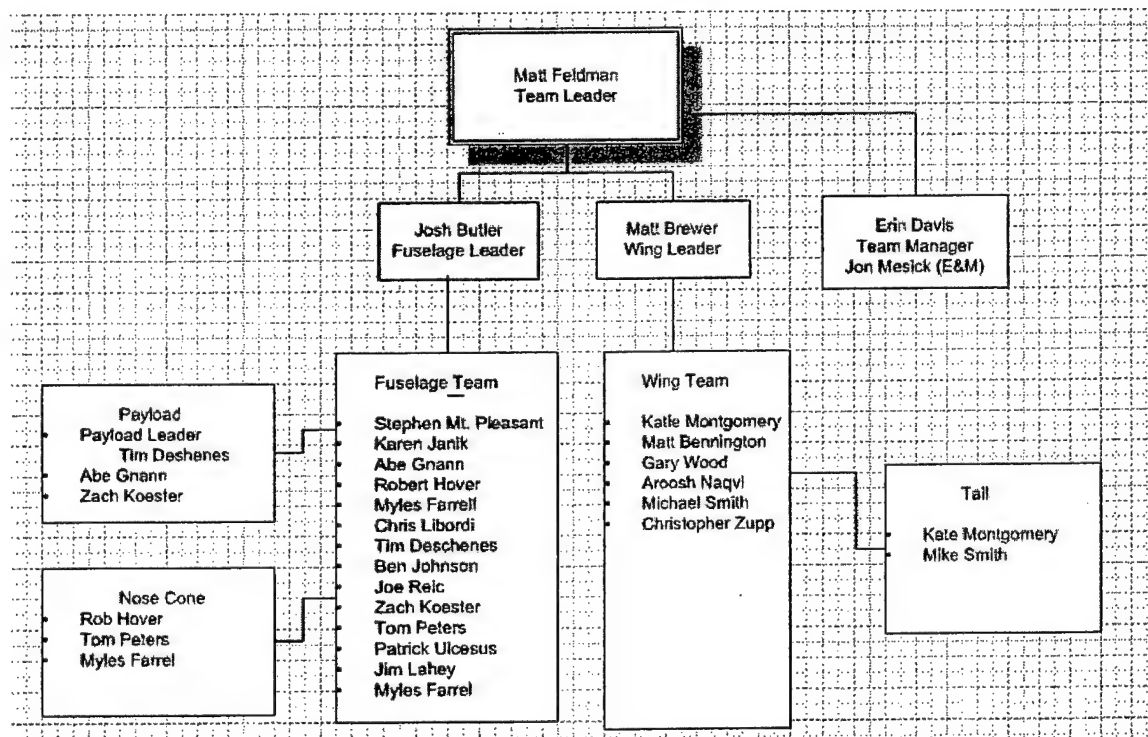 Matt Feldman
Team Leader
Josh Butler
Fuselage Leader
Matt Brewer
Wing Leader
Erin Davis
Team Manager
Jon Mesick (E&M)
Payload
Payload Leader
Tim Deshenes
Abe Gnann
Zach Koester
Nose Cone
Rob Hover
Tom Peters
Myles Farrel
Fuselage Team
Stephen Mt. Pleasant
Karen Janik
Abe Gnann
Robert Hover
Myles Farrell
Chris Libordi
Tim Deschenes
Ben Johnson
Joe Reic
Zach Koester
Tom Peters
Patrick Ulcesus
Jim Lahey
Myles Farrel
Wing Team
Katie Montgomery
Matt Bennington
Gary Wood
Aroosh Naqvi
Michael Smith
Christopher Zupp
Tail
Kate Montgomery
Mike Smith